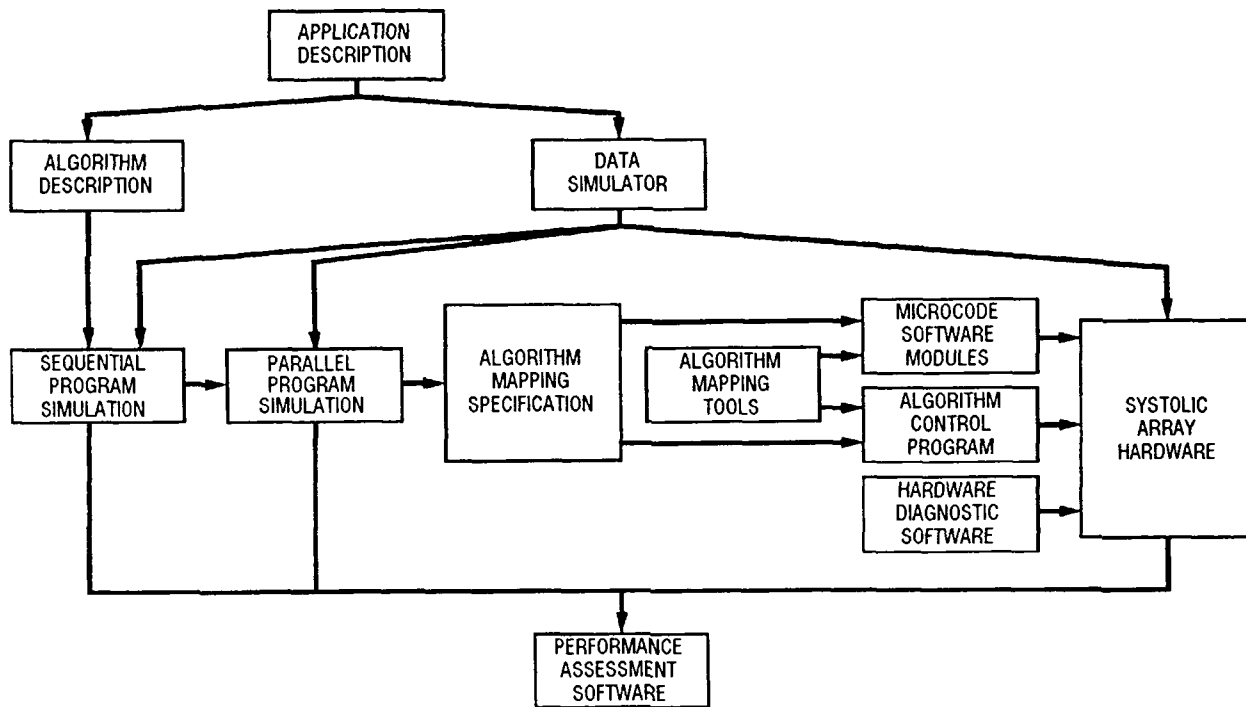 APPLICATION
DESCRIPTION
ALGORITHM
DESCRIPTION
DATA
SIMULATOR
SEQUENTIAL
PROGRAM
SIMULATION
PARALLEL
PROGRAM
SIMULATION
ALGORITHM
MAPPING
SPECIFICATION
ALGORITHM
MAPPING
TOOLS
MICROCODE
SOFTWARE
MODULES
ALGORITHM
CONTROL
PROGRAM
HARDWARE
DIAGNOSTIC
SOFTWARE
SYSTOLIC
ARRAY
HARDWARE
PERFORMANCE
ASSESSMENT
SOFTWARE